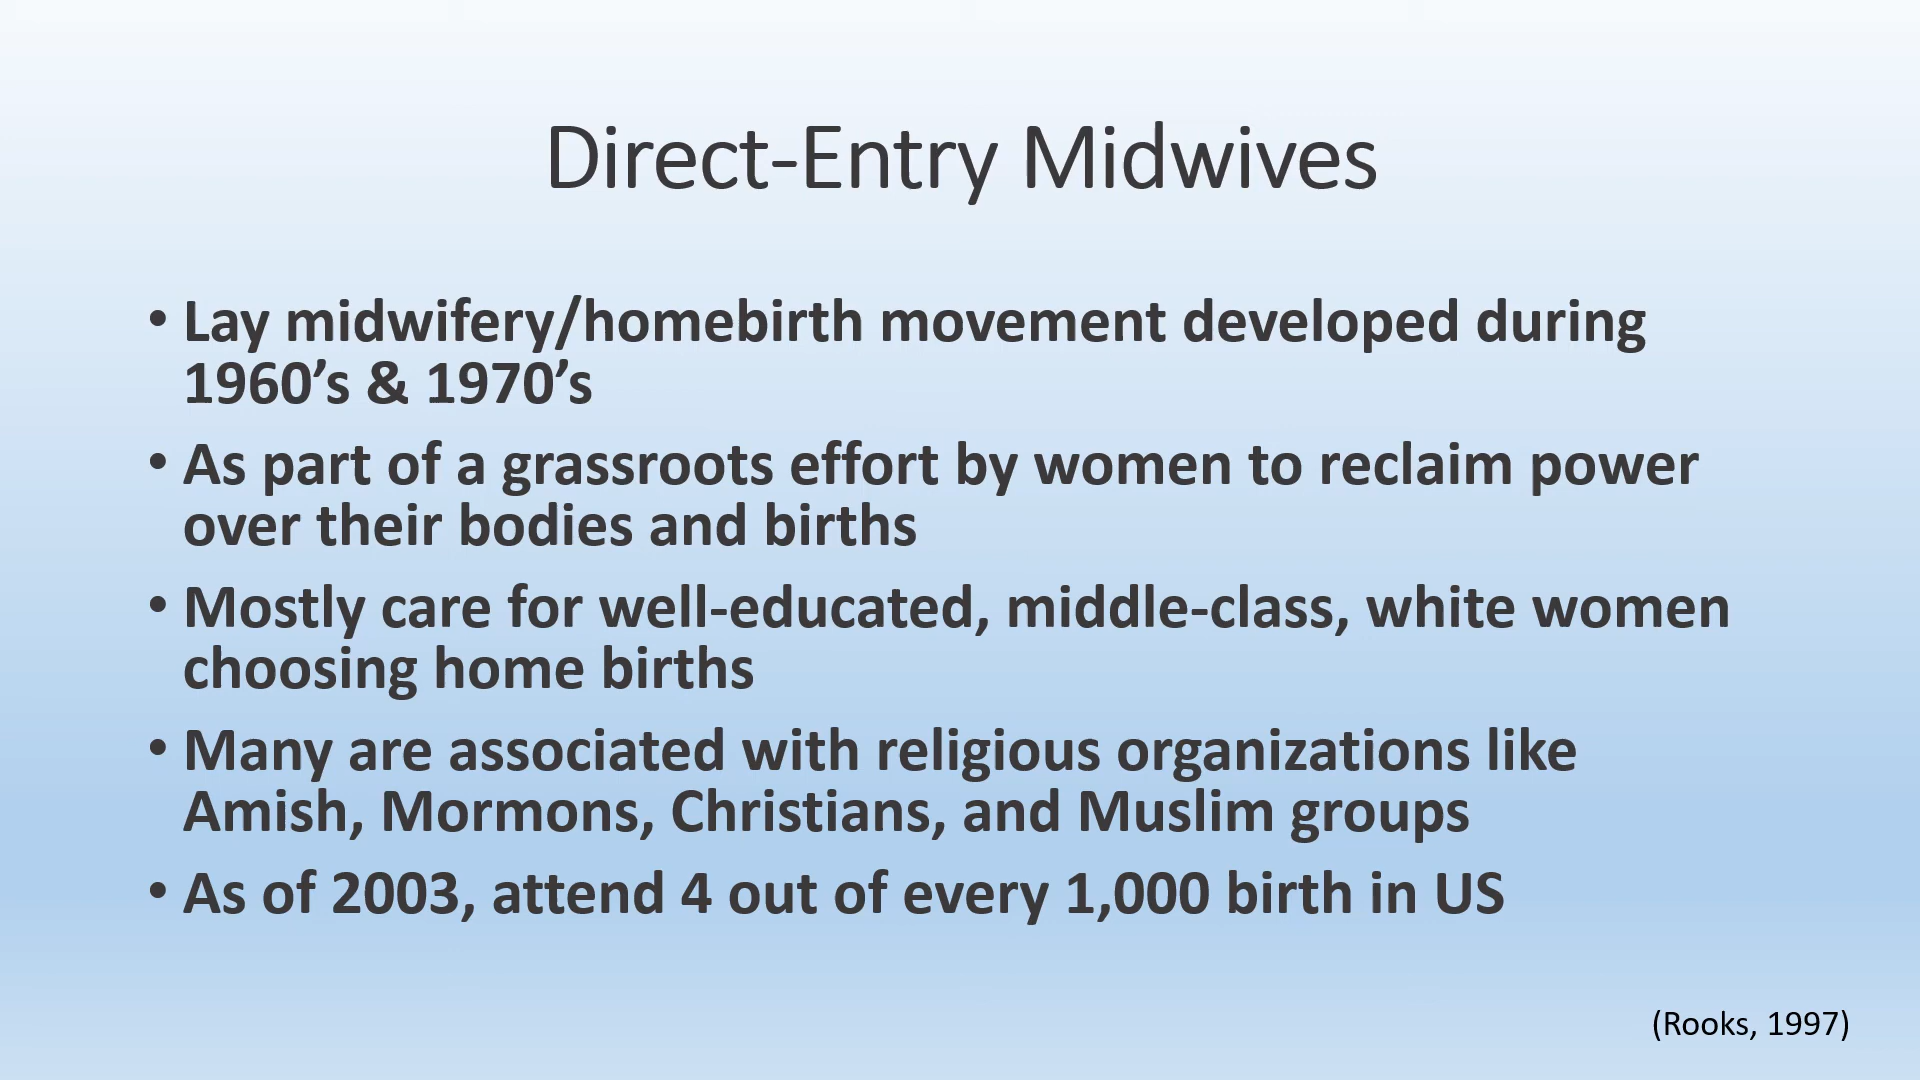 Direct-Entry Midwives
• Lay midwifery/homebirth movement developed during
1960’s & 1970’s
• As part of a grassroots effort by women to reclaim power
over their bodies and births
• Mostly care for well-educated, middle-class, white women
choosing home births
• Many are associated with religious organizations like
Amish, Mormons, Christians, and Muslim groups
• As of 2003, attend 4 out of every 1,000 birth in US
(Rooks, 1997)